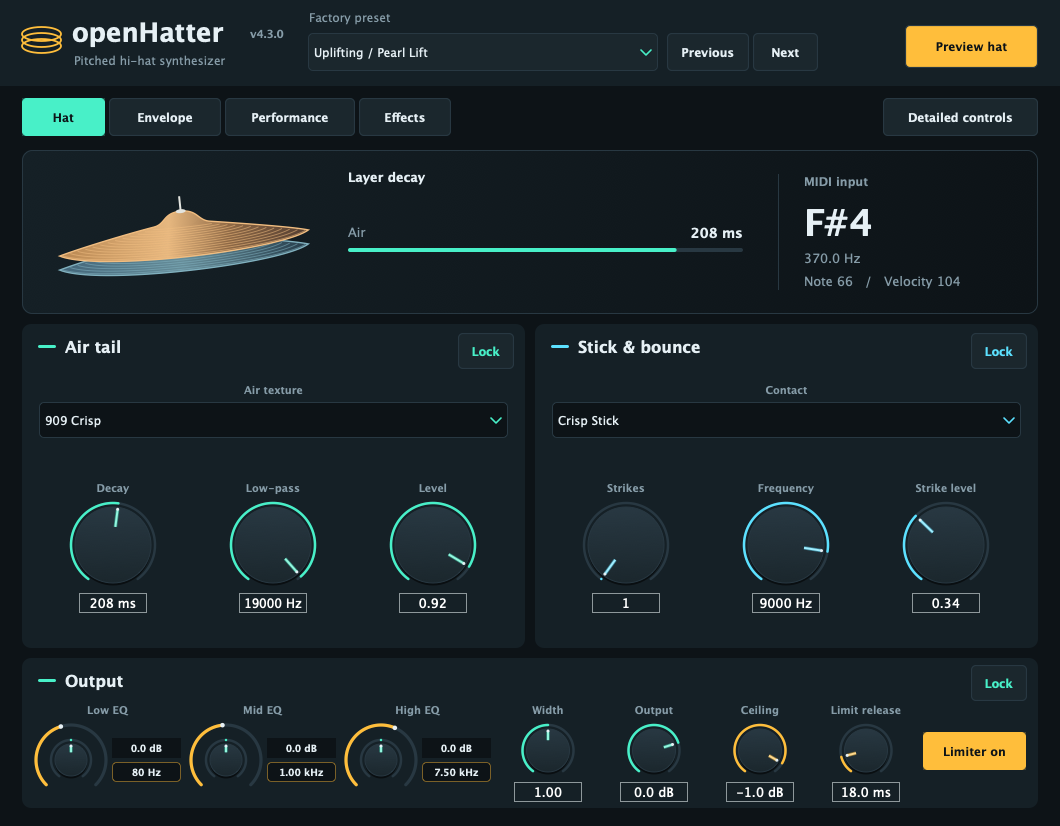 openHatter
v4.3.0
Pitched hi-hat synthesizer
Factory preset
Uplifting / Pearl Lift
Previous
Next
Preview hat
Hat
Envelope
Performance
Effects
Detailed controls
Layer decay
Air
208 ms
MIDI input
F#4
370.0 Hz
Note 66 / Velocity 104
Air tail
Lock
Air texture
909 Crisp
Decay
Low-pass
Level
208 ms
19000 Hz
0.92
Stick & bounce
Lock
Contact
Crisp Stick
Strikes
Frequency
Strike level
1
9000 Hz
0.34
Output
Lock
Low EQ
0.0 dB
80 Hz
Mid EQ
0.0 dB
1.00 kHz
High EQ
0.0 dB
7.50 kHz
Width
1.00
Output
0.0 dB
Ceiling
-1.0 dB
Limit release
18.0 ms
Limiter on